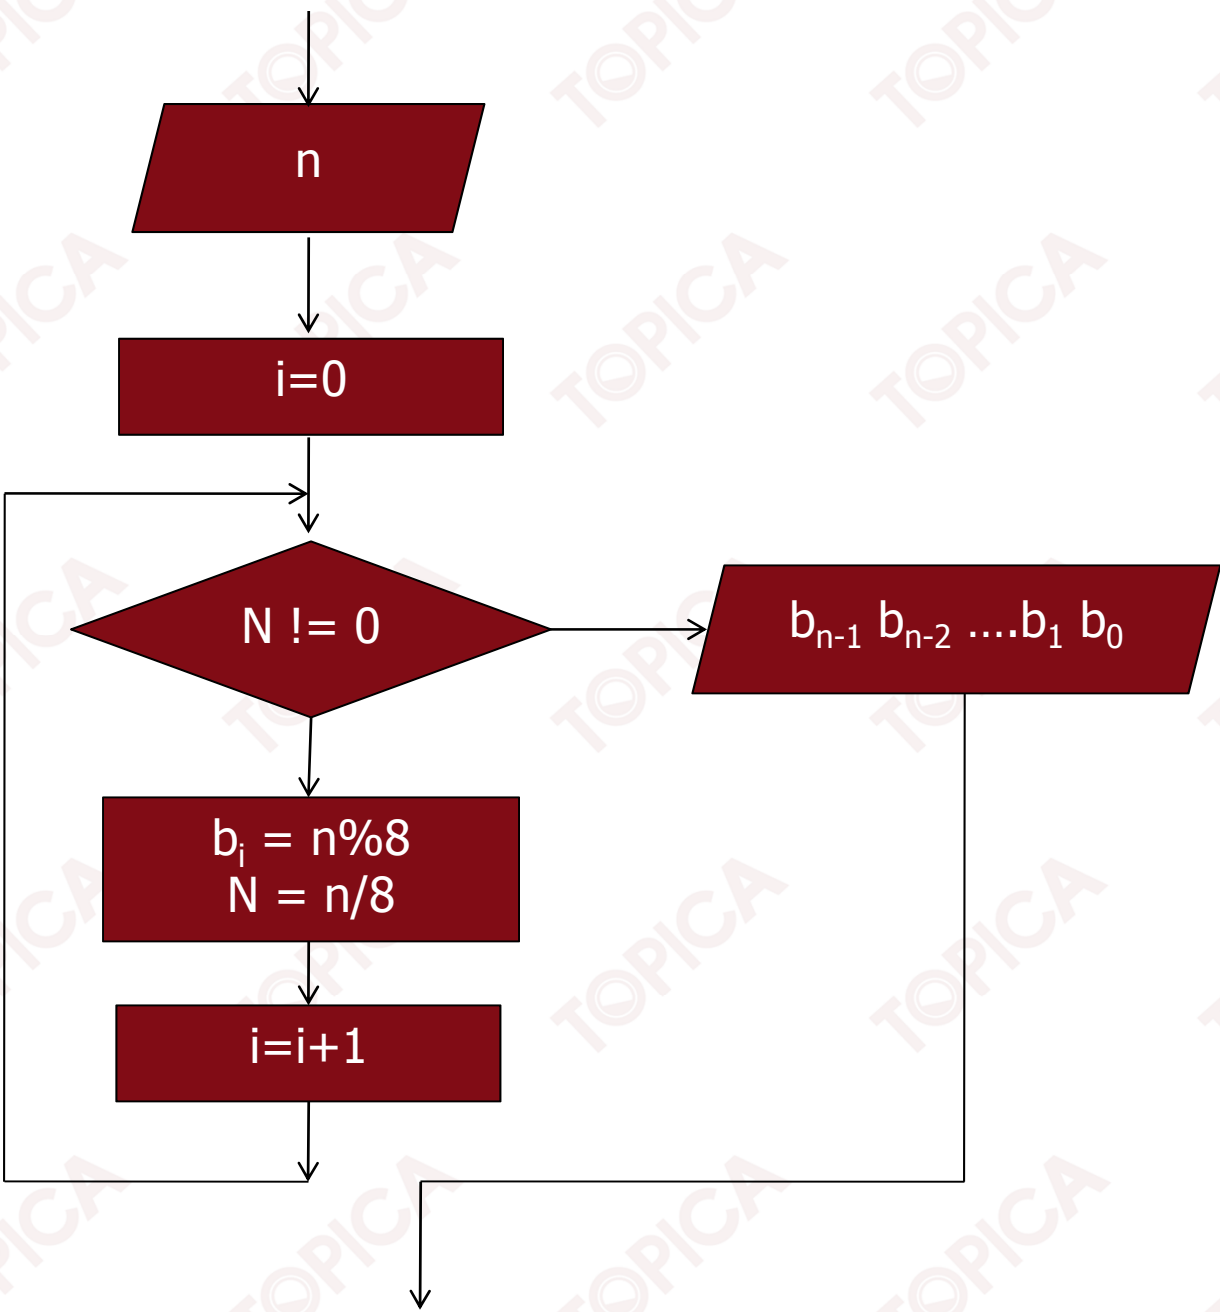 n
i=0
N != 0
bn-1 bn-2 ....b1 b0
bi = n%8
N = n/8
i=i+1
TOPICA